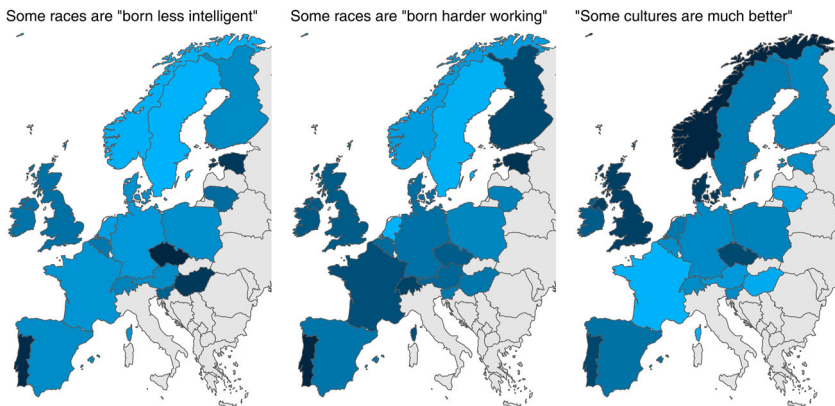 Some races are "born less intelligent"
Some races are "born harder working"
"Some cultures are much better"